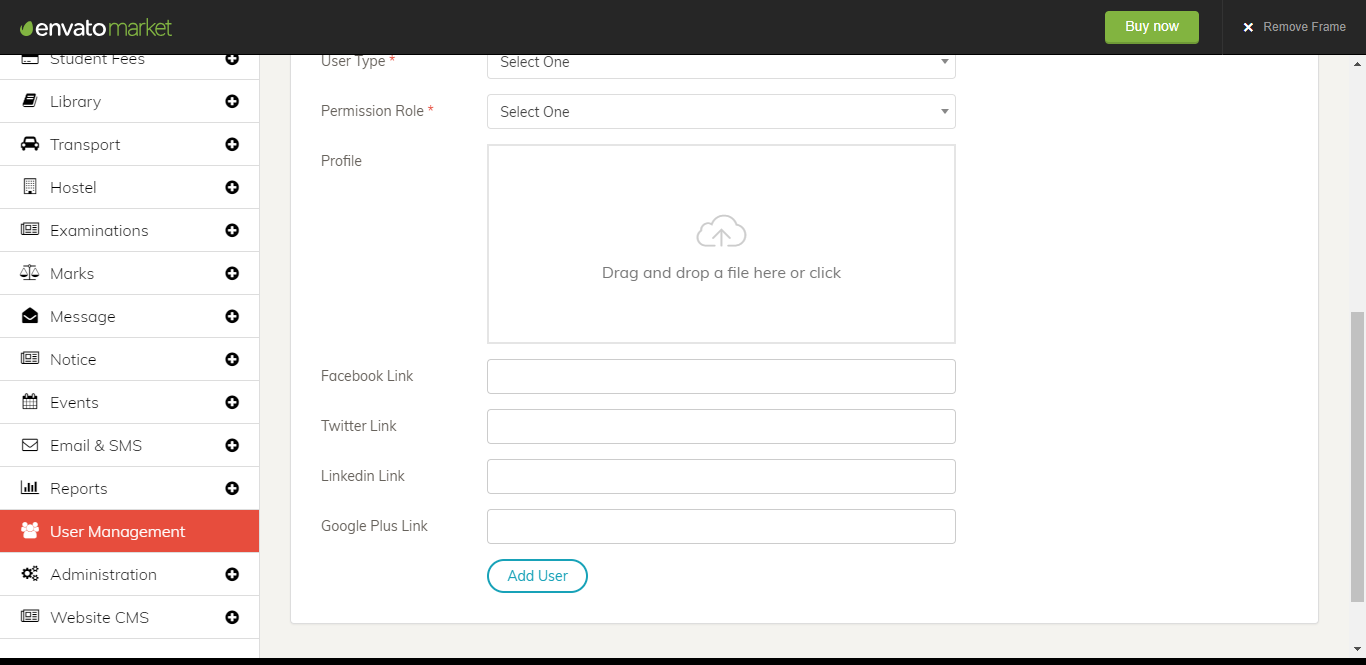 envato market
Buy now
Remove Frame
Student Fees
Library
Transport
Hostel
Examinations
Marks
Message
Notice
Events
Email & SMS
Reports
User Management
Administration
Website CMS
User Type *
Select One
Permission Role *
Select One
Profile
Drag and drop a file here or click
Facebook Link
Twitter Link
Linkedin Link
Google Plus Link
Add User